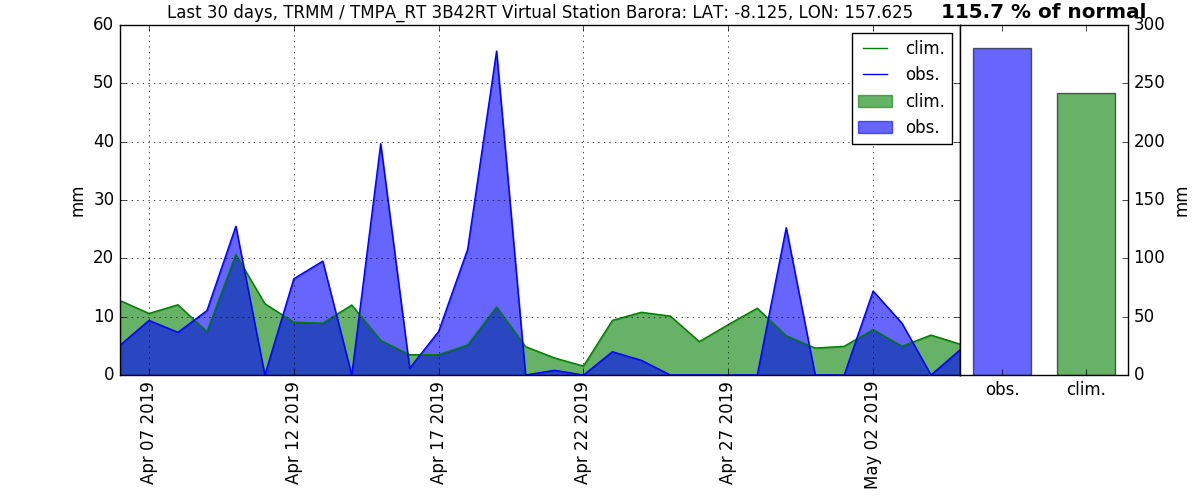 Last 30 days, TRMM / TMPA_RT 3B42RT Virtual Station Barora: LAT: -8.125, LON: 157.625
115.7 % of normal
60
50
40
30
20
10
0
mm
clim.
obs.
clim.
obs.
300
250
200
150
100
50
0
mm
obs.
clim.
Apr 07 2019
Apr 12 2019
Apr 17 2019
Apr 22 2019
Apr 27 2019
May 02 2019